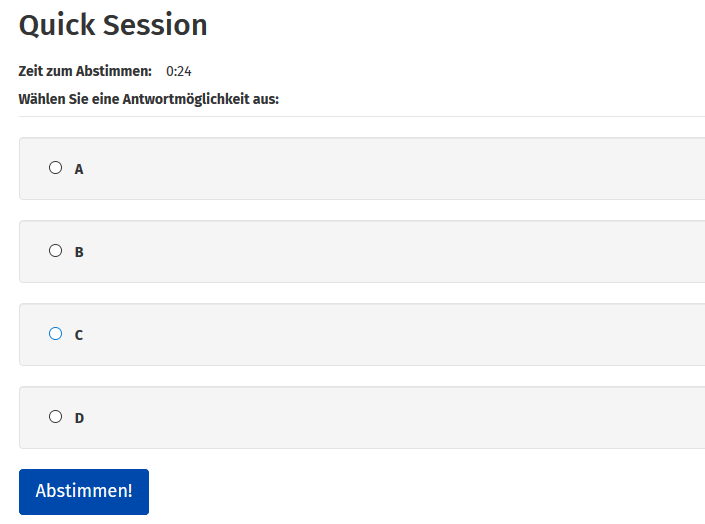 Quick Session
Zeit zum Abstimmen: 0:24
Wählen Sie eine Antwortmöglichkeit aus:
A
B
C
D
Abstimmen!